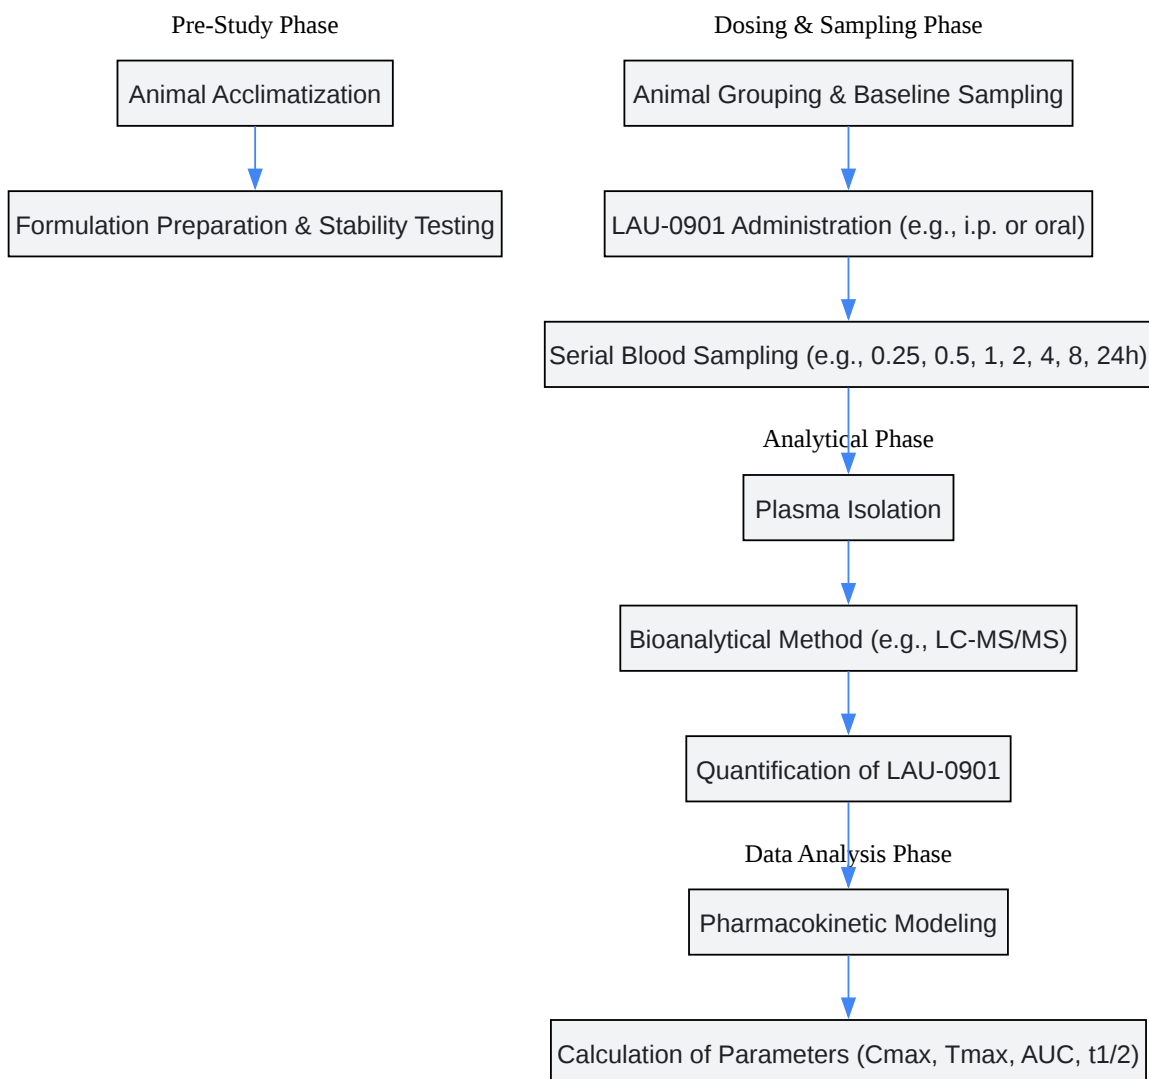 Pre-Study Phase
Animal Acclimatization
Formulation Preparation & Stability Testing
Dosing & Sampling Phase
Animal Grouping & Baseline Sampling
LAU-0901 Administration (e.g., i.p. or oral)
Serial Blood Sampling (e.g., 0.25, 0.5, 1, 2, 4, 8, 24h)
Analytical Phase
Plasma Isolation
Bioanalytical Method (e.g., LC-MS/MS)
Quantification of LAU-0901
Data Analysis Phase
Pharmacokinetic Modeling
Calculation of Parameters (Cmax, Tmax, AUC, t1/2)